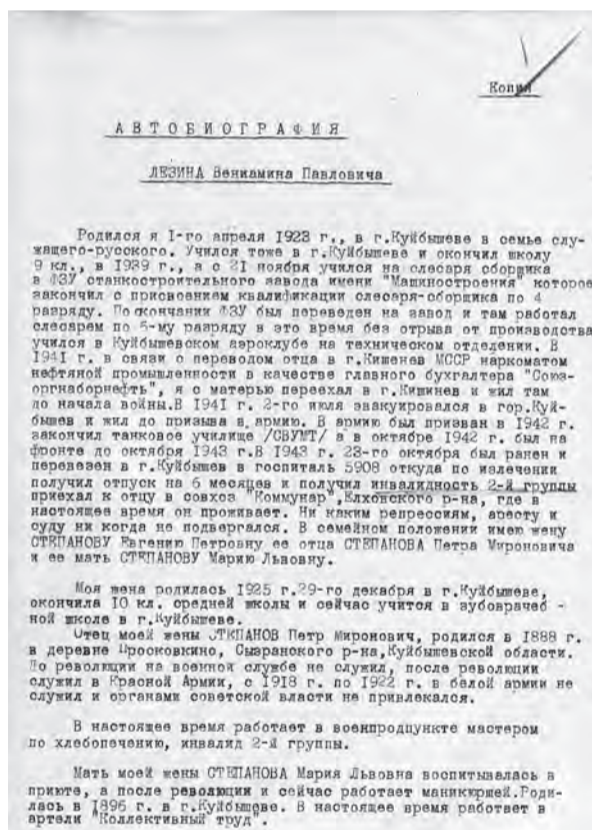 Копия
АВТОБИОГРАФИЯ
ЛЕЗИНА Вениамина Павловича
Родился я I-го апреля 1923 г., в г.Куйбышеве в семье слу-
жащего-русского. Учился тоже в г.Куйбышеве и окончил школу
9 кл., в 1939 г., а с 21 ноября учился на слесаря сборщика
в ФЗУ станкостроительного завода имени "Машиностроения" которое
закончил с присвоением квалификации слесаря-сборщика по 4
разряду. По окончании ФЗУ был переведен на завод и там работал
слесарем по 5-му разряду в это время без отрыва от производства
учился в Куйбышевском аэроклубе на техническом отделении. В
1941 г. в связи с переводом отца в г.Кишенев МССР наркоматом
нефтяной промышленности в качестве главного бухгалтера "Союз-
оргнаборнефть", я с матерью переехал в г.Кишинев и жил там
до начала войны.В 1941 г. 2-го июля эвакуировался в гор.Куй-
бышев и жил до призыва в армию. В армию был призван в 1942 г.
закончил танковое училище /СВУМТ/ а в октябре 1942 г. был на
фронте до октября 1943 г.В 1943 г. 23-го октября был ранен и
перевезен в г.Куйбышев в госпиталь 5908 откуда по излечении
получил отпуск на 6 месяцев и получил инвалидность 2-й группы
приехал к отцу в совхоз "Коммунар",Елховского р-на, где в
настоящее время он проживает. Ни каким репрессиям, аресту и
суду ни когда не подвергался. В семейном положении имею жену
СТЕПАНОВУ Евгению Петровну ее отца СТЕПАНОВА Петра Мироновича
и ее мать СТЕПАНОВУ Марию Львовну.
Моя жена родилась 1925 г.29-го декабря в г.Куйбышеве,
окончила 10 кл. средней школы и сейчас учится в зубоврачеб -
ной школе в г.Куйбышеве.
Отец моей жены СТЕПАНОВ Петр Миронович, родился в 1888 г.
в деревне Сызранского р-на,Куйбышевской области.
До революции на военной службе не служил, после революции
служил в Красной Армии, с 1918 г. по 1922 г. в белой армии не
служил и органами советской власти не привлекался.
В настоящее время работает в военпродпункте мастером
по хлебопечению, инвалид 2-й группы.
Мать моей жены СТЕПАНОВА Мария Львовна воспитывалась в
приюте, а после революции и сейчас работает маникюршей.Роди-
лась в 1896 г. в г.Куйбышеве. В настоящее время работает в
артели "Коллективный труд".